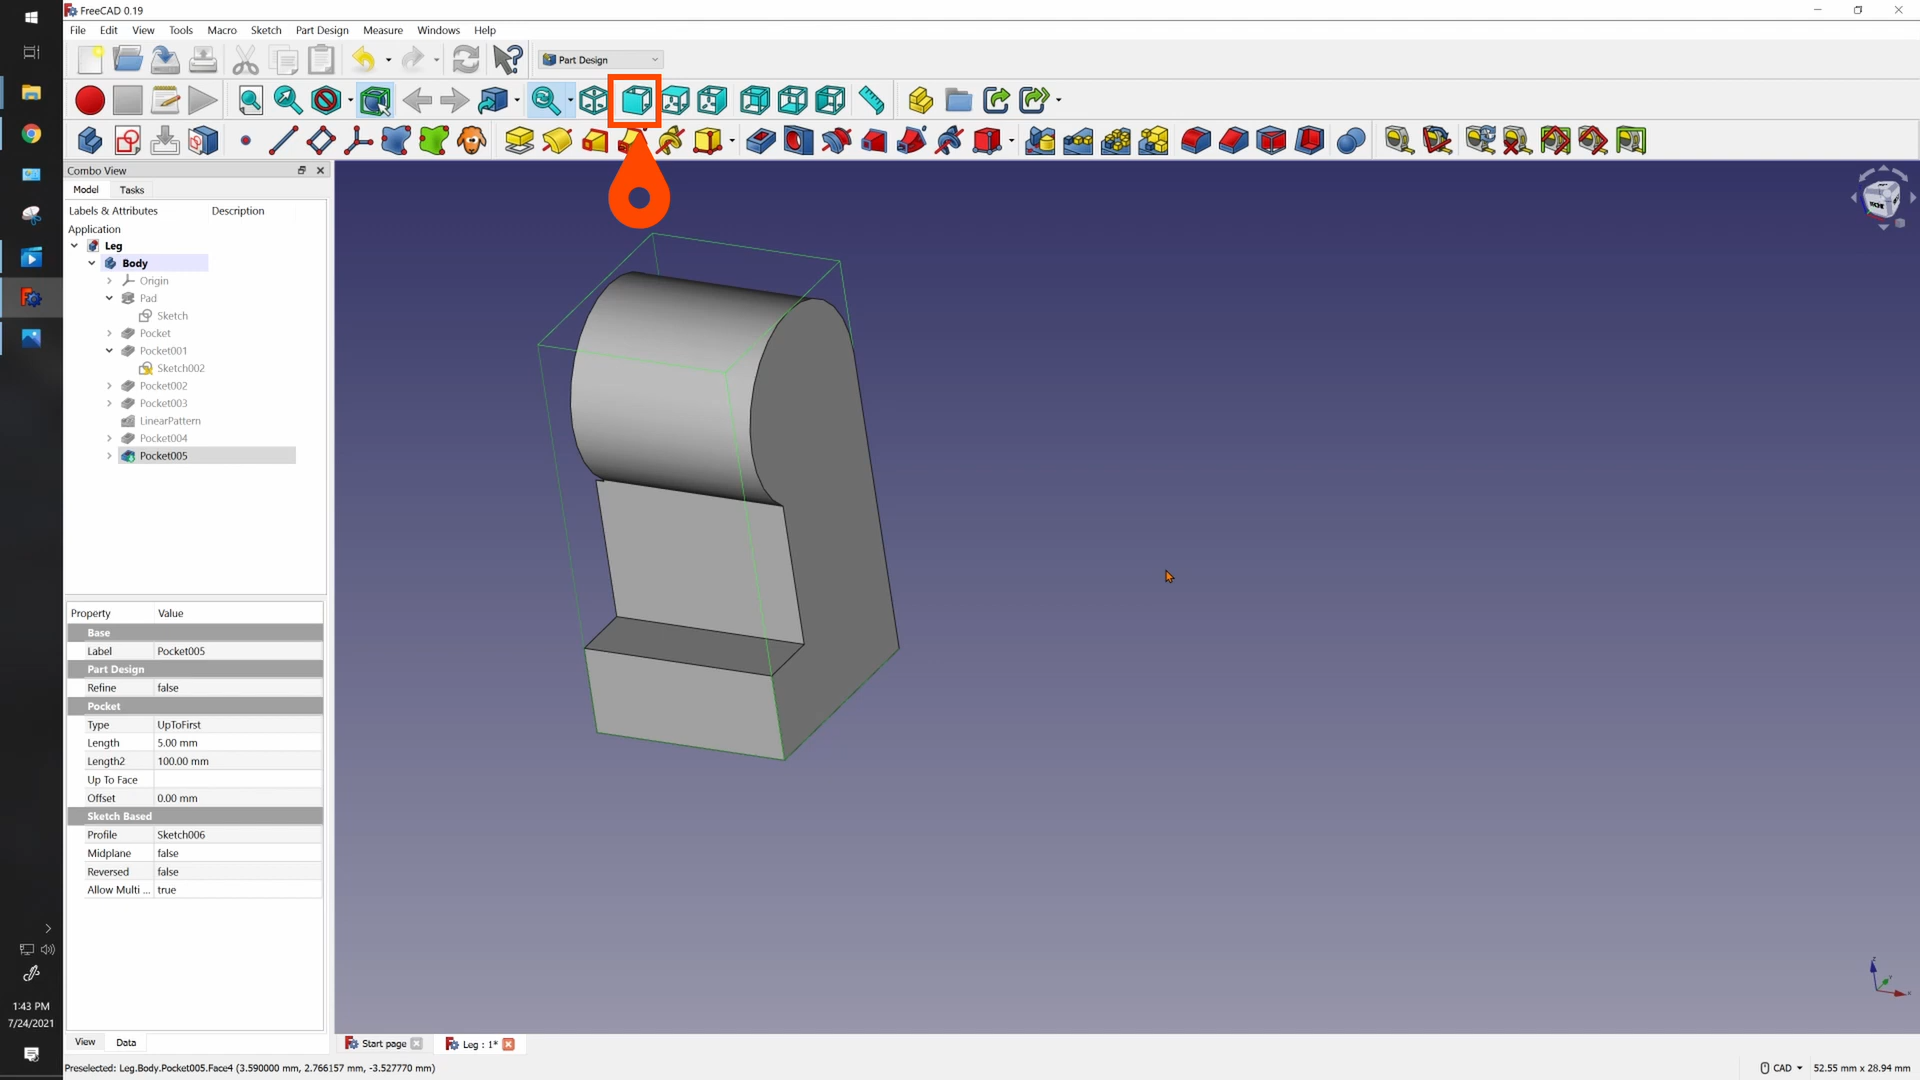 FreeCAD 0.19
File Edit View Tools Macro Sketch Part Design Measure Windows Help
Part Design
Combo View
Model Tasks
Labels & Attributes Description
Application
Leg
Body
Origin
Pad
Sketch
Pocket
Pocket001
Sketch002
Pocket002
Pocket003
LinearPattern
Pocket004
Pocket005
Property Value
Base
Label Pocket005
Part Design
Refine false
Pocket
Type UpToFirst
Length 5.00 mm
Length2 100.00 mm
Up To Face
Offset 0.00 mm
Sketch Based
Profile Sketch006
Midplane false
Reversed false
Allow Multi ... true
1:43 PM
7/24/2021
View Data
Start page
Leg : 1*
Preselected: Leg.Body.Pocket005.Face4 (3.590000 mm, 2.766157 mm, -3.527770 mm)
CAD
52.55 mm x 28.94 mm